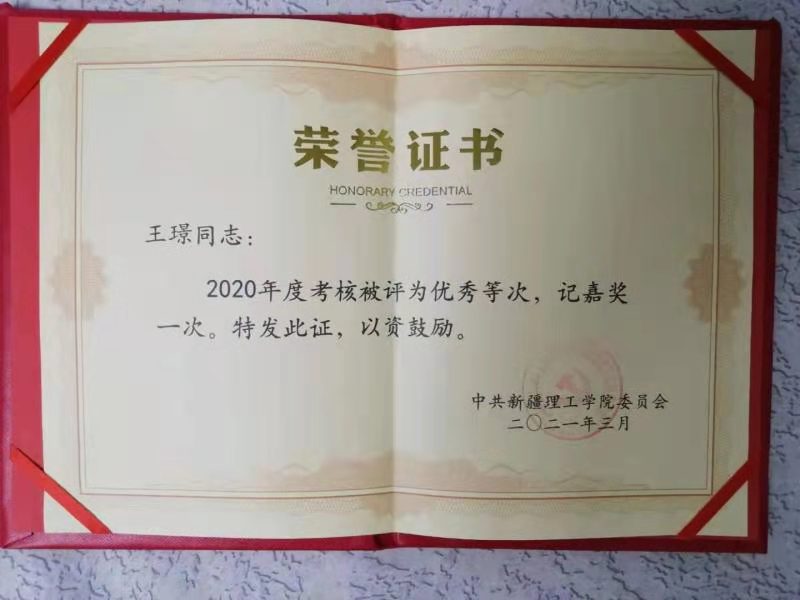 荣誉证书
HONORARY CREDENTIAL
王璟同志：
2020年度考核被评为优秀等次，记嘉奖
一次。特发此证，以资鼓励。
中共新疆理工学院委员会
二〇二一年三月